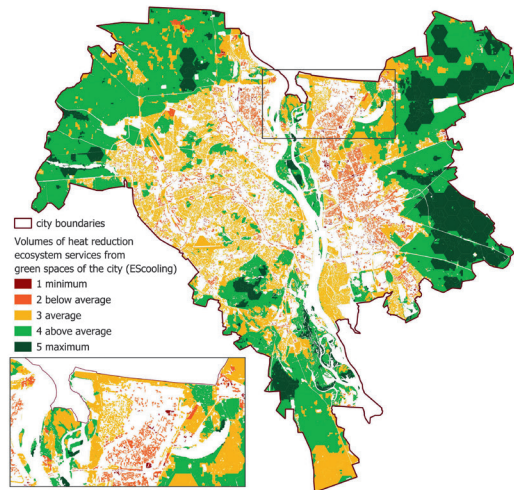 city boundaries
Volumes of heat reduction
ecosystem services from
green spaces of the city (EScooling)
1 minimum
2 below average
3 average
4 above average
5 maximum